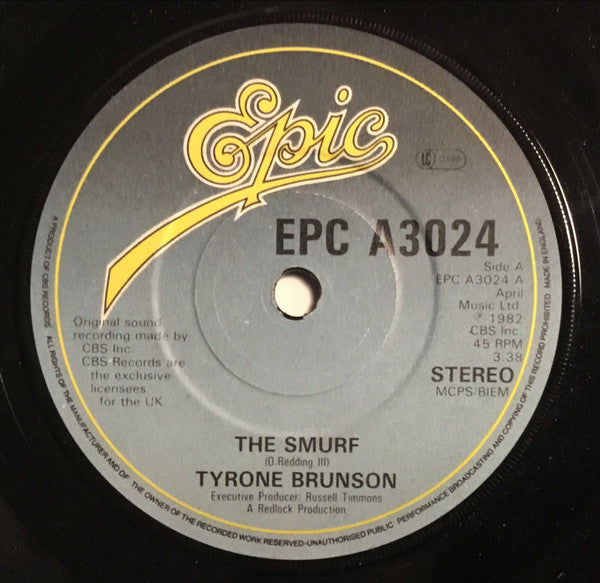 Epic
EPC A3024
Side A
EPC A3024 A
April
Music Ltd.
℗ 1982
CBS Inc.
45 RPM
3.38
STEREO
MCPS/BIEM
Original sound
recording made by
CBS Inc.
CBS Records are
the exclusive
licensees
for the UK
THE SMURF
(O.Redding III)
TYRONE BRUNSON
Executive Producer: Russell Timmons
A Redlock Production
A PRODUCT OF CBS RECORDS. ALL RIGHTS OF THE MANUFACTURER AND OF THE OWNER OF THE RECORDED WORK RESERVED-UNAUTHORISED PUBLIC PERFORMANCE BROADCASTING AND COPYING OF THIS RECORD PROHIBITED MADE IN ENGLAND
LC